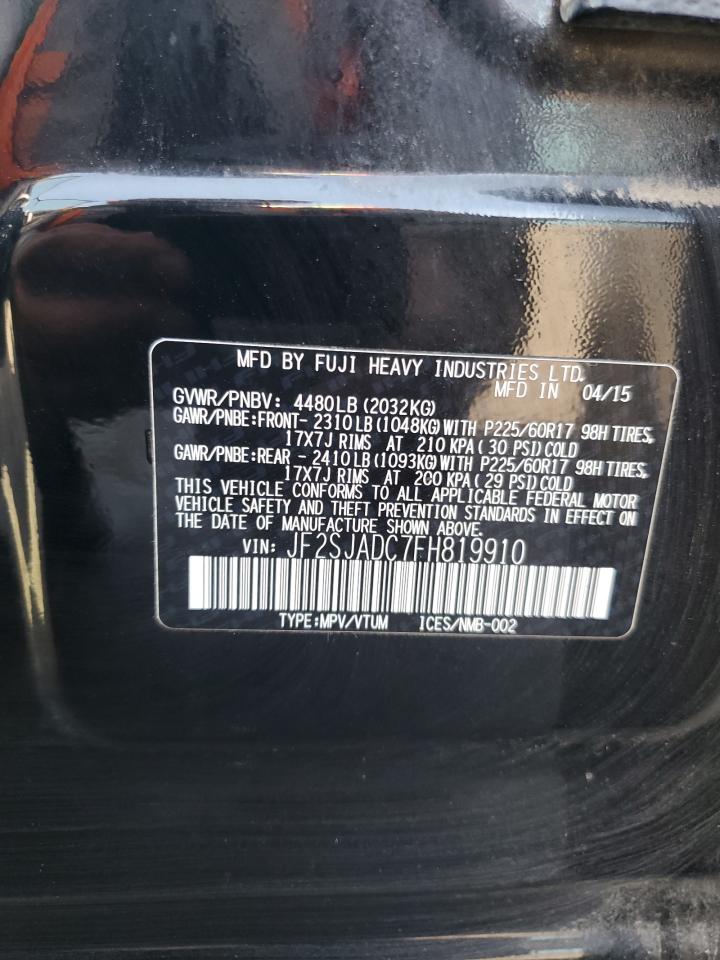 MFD BY FUJI HEAVY INDUSTRIES LTD.
MFD IN 04/15
GVWR/PNBV: 4480LB (2032KG)
GAWR/PNBE:FRONT- 2310LB(1048KG)WITH P225/60R17 98H TIRES,
17X7J RIMS AT 210 KPA( 30 PSI)COLD
GAWR/PNBE:REAR - 2410LB(1093KG)WITH P225/60R17 98H TIRES,
17X7J RIMS AT 200 KPA( 29 PSI)COLD
THIS VEHICLE CONFORMS TO ALL APPLICABLE FEDERAL MOTOR
VEHICLE SAFETY AND THEFT PREVENTION STANDARDS IN EFFECT ON
THE DATE OF MANUFACTURE SHOWN ABOVE.
VIN: JF2SJADC7FH819910
TYPE:MPV/VTUM ICES/NMB-002